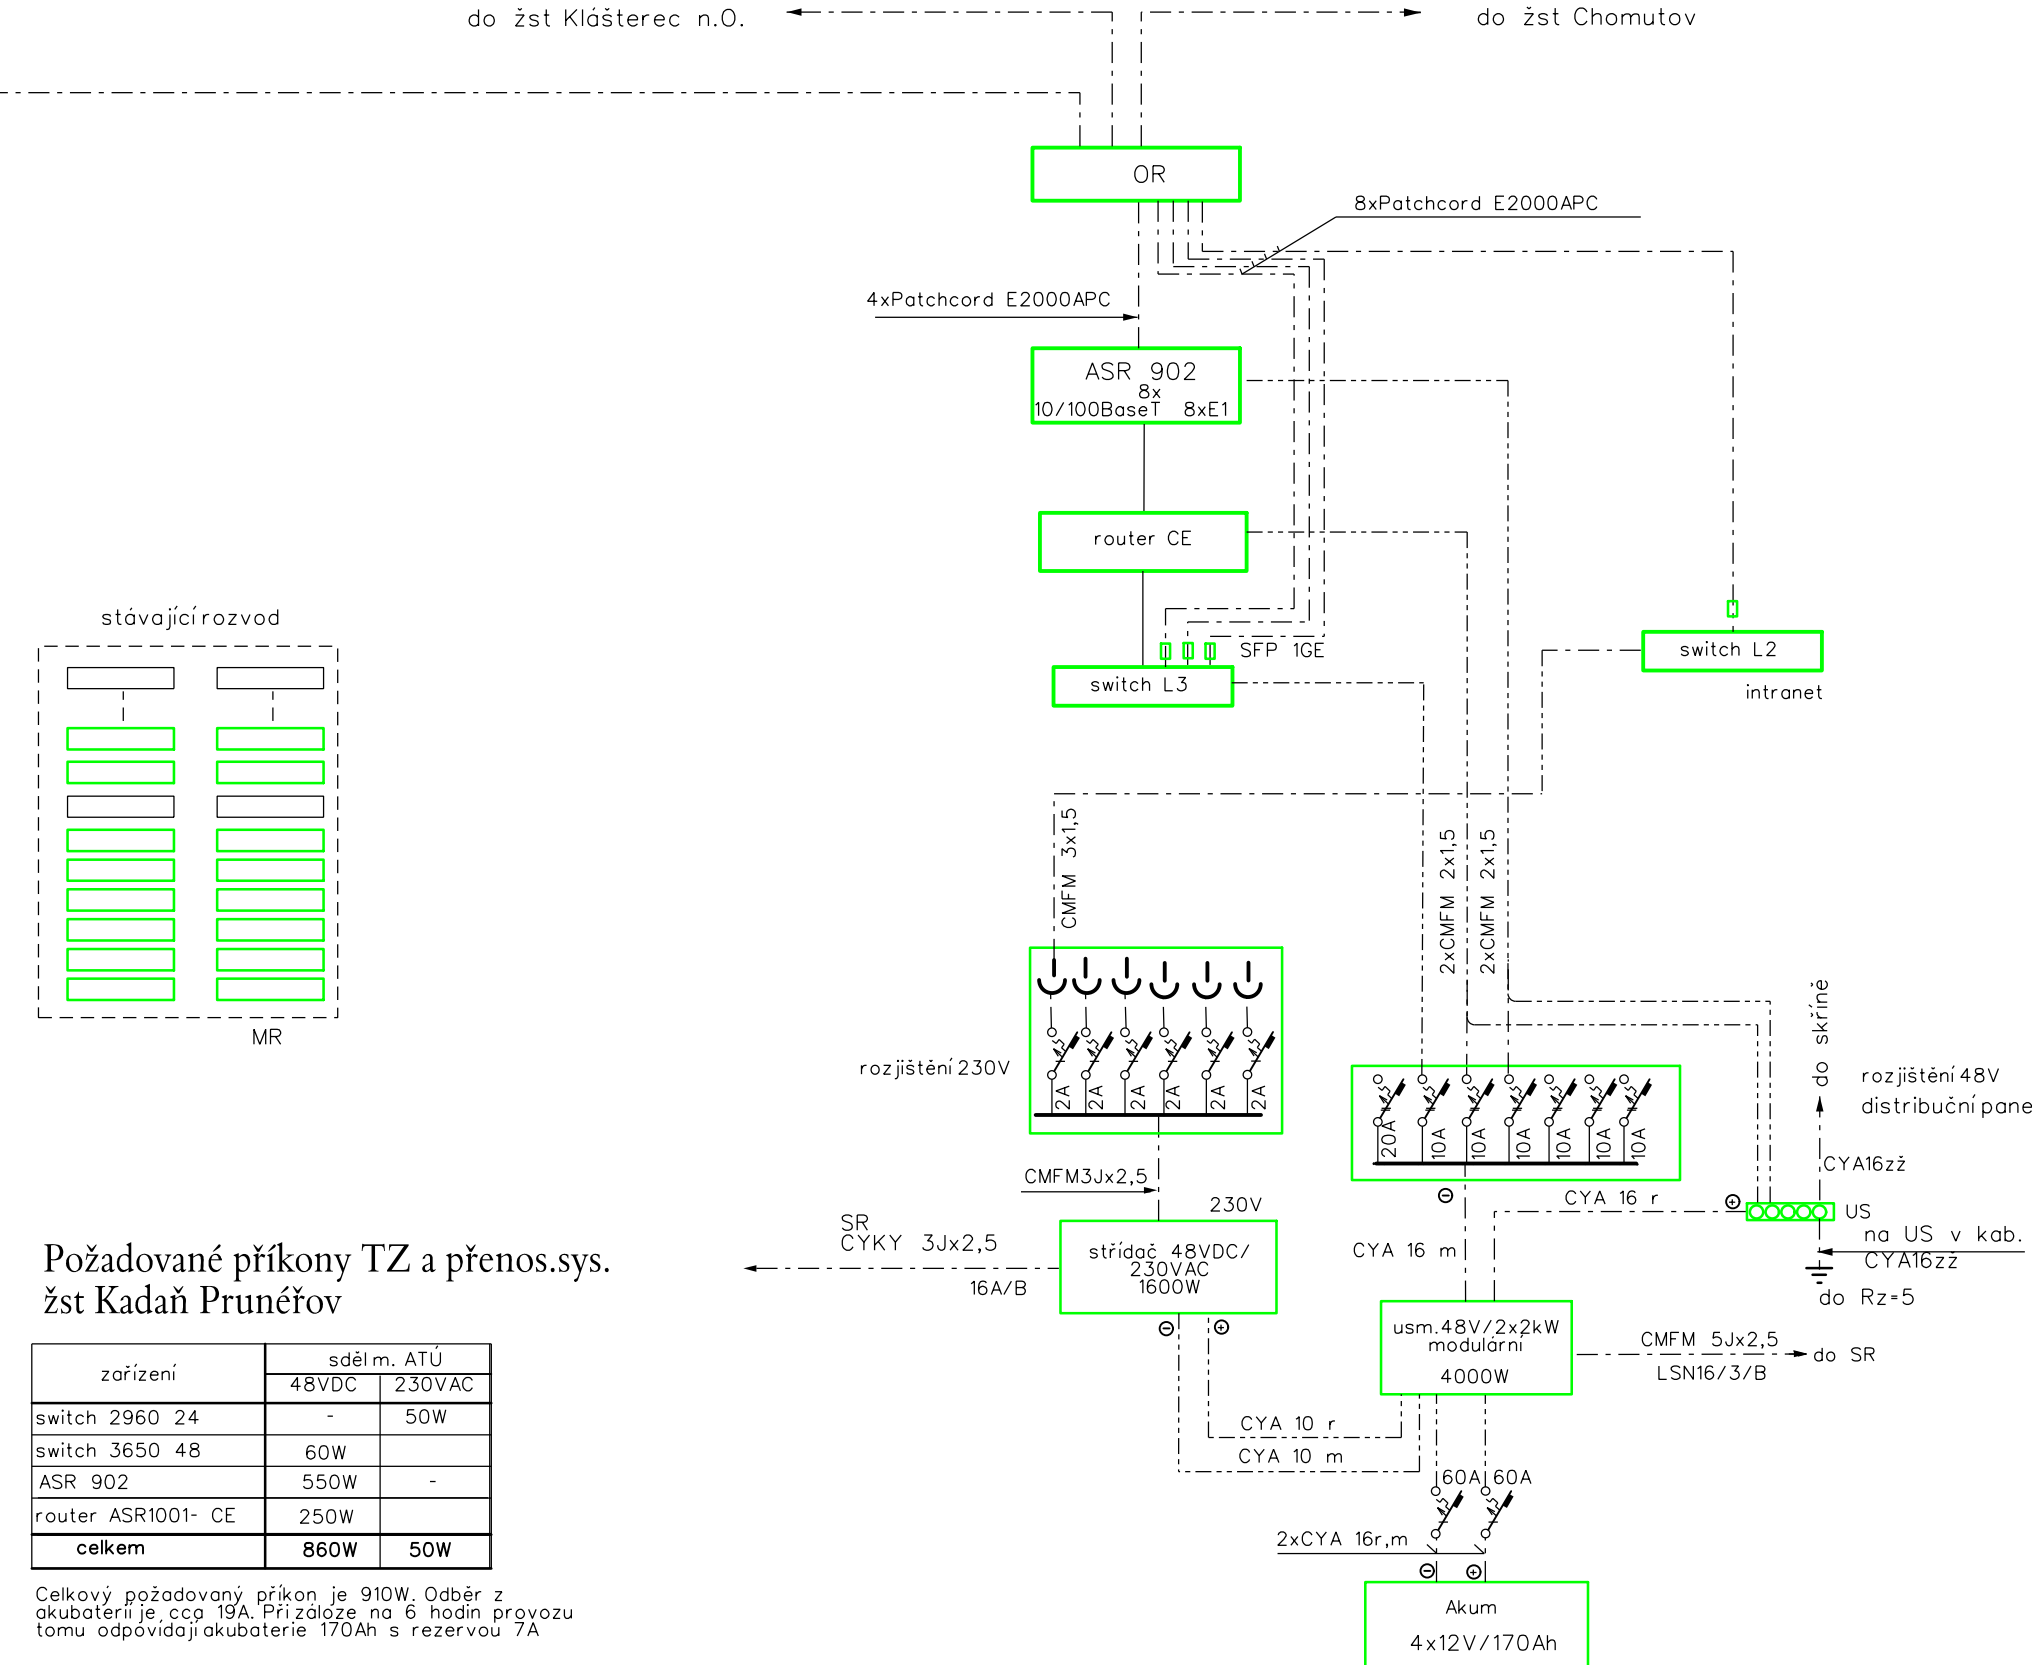 do žst Klášterec n.O.
do žst Chomutov
OR
8xPatchcord E2000APC
4xPatchcord E2000APC
ASR 902
8x
10/100BaseT 8xE1
router CE
SFP 1GE
switch L3
switch L2
intranet
stávající rozvod
MR
CMFM 3x1,5
2xCMFM 2x1,5
2xCMFM 2x1,5
rozjištění 230V
2A
2A
2A
2A
2A
2A
20A
10A
10A
10A
10A
10A
10A
do skříně
rozjištění 48V
distribuční pane
CYA16zž
CMFM3Jx2,5
230V
CYA 16 r
US
na US v kab.
CYA16zž
do Rz=5
SR
CYKY 3Jx2,5
16A/B
střídač 48VDC/
230VAC
1600W
CYA 16 m
usm.48V/2x2kW
modulární
4000W
CMFM 5Jx2,5
do SR
LSN16/3/B
CYA 10 r
CYA 10 m
60A 60A
2xCYA 16r,m
Akum
4x12V/170Ah
Požadované příkony TZ a přenos.sys.
žst Kadaň Prunéřov
zařízení sděl m. ATÚ
48VDC 230VAC
switch 2960 24 - 50W
switch 3650 48 60W
ASR 902 550W -
router ASR1001- CE 250W
celkem 860W 50W
Celkový požadovaný příkon je 910W. Odběr z
akubaterií je cca 19A. Při záloze na 6 hodin provozu
tomu odpovídají akubaterie 170Ah s rezervou 7A